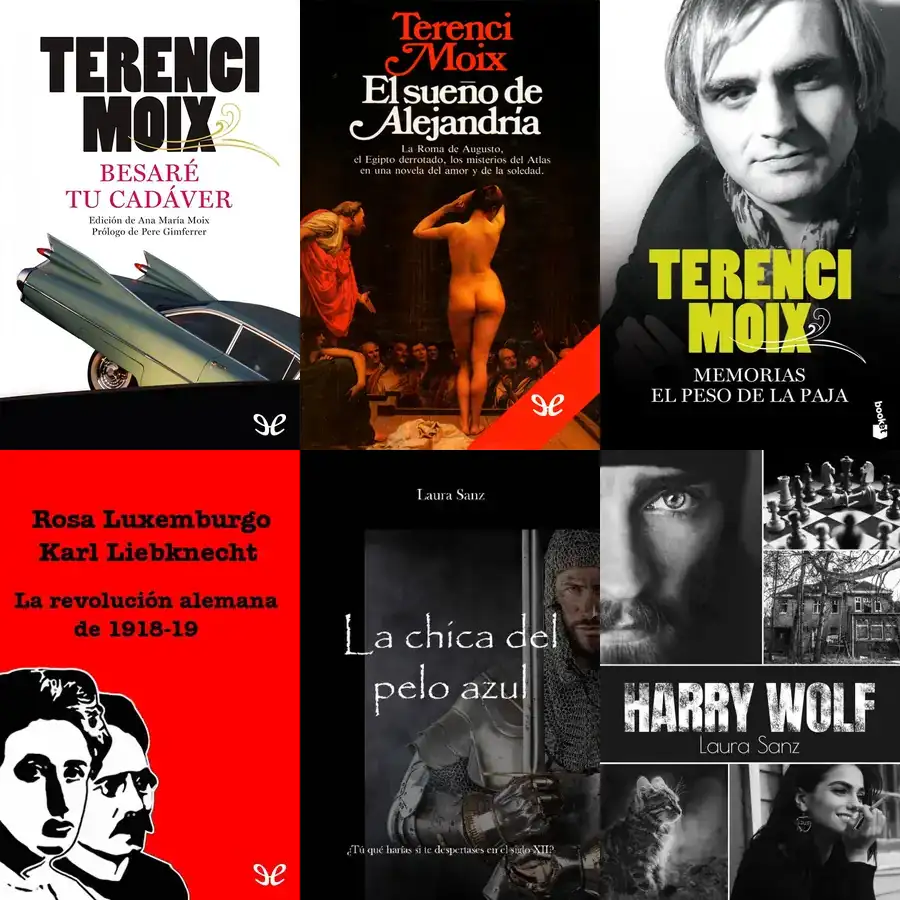 TERENCI
MOIX
BESARÉ
TU CADÁVER
Edición de Ana María Moix
Prólogo de Pere Gimferrer
Terenci
Moix
El sueño de
Alejandría
La Roma de Augusto,
el Egipto derrotado, los misterios del Atlas
en una novela del amor y de la soledad.
TERENCI
MOIX
MEMORIAS
EL PESO DE LA PAJA
booket
Rosa Luxemburgo
Karl Liebknecht
La revolución alemana
de 1918-19
Laura Sanz
La chica del
pelo azul
¿Tú qué harías si te despertases en el siglo XII?
HARRY WOLF
Laura Sanz